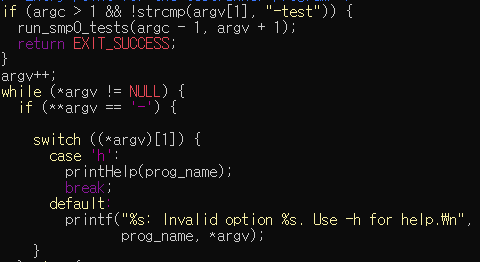 if (argc > 1 && !strcmp(argv[1], "-test")) {
run_smp0_tests(argc - 1, argv + 1);
return EXIT_SUCCESS;
}
argv++;
while (*argv != NULL) {
if (**argv == '-') {
switch ((*argv)[1]) {
case 'h':
printHelp(prog_name);
break;
default:
printf("%s: Invalid option %s. Use -h for help.₩n",
prog_name, *argv);
}